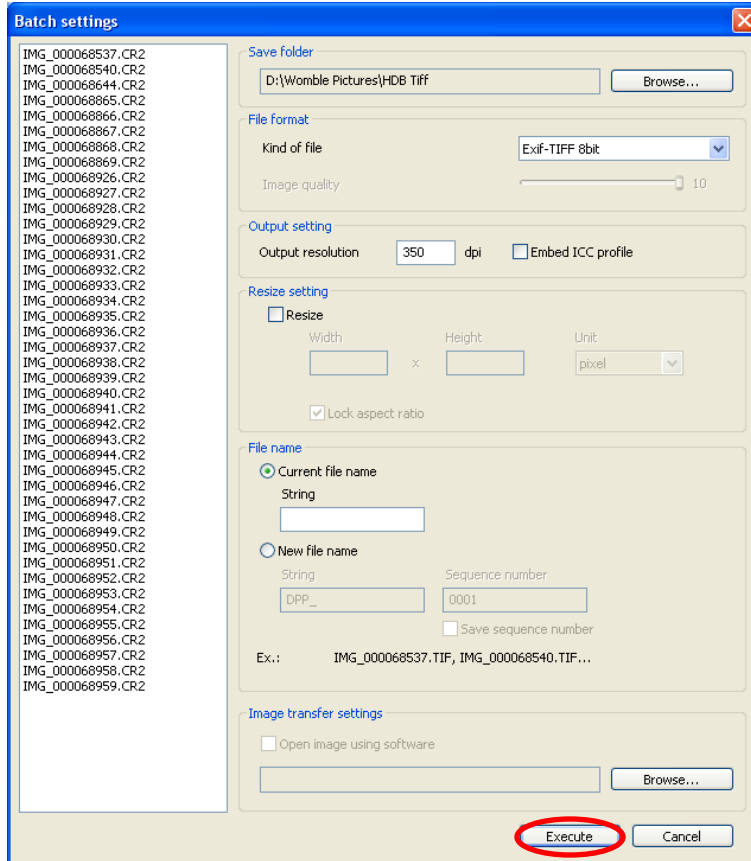 Batch settings
IMG_000068537.CR2
IMG_000068540.CR2
IMG_000068644.CR2
IMG_000068865.CR2
IMG_000068866.CR2
IMG_000068867.CR2
IMG_000068868.CR2
IMG_000068869.CR2
IMG_000068926.CR2
IMG_000068927.CR2
IMG_000068928.CR2
IMG_000068929.CR2
IMG_000068930.CR2
IMG_000068931.CR2
IMG_000068932.CR2
IMG_000068933.CR2
IMG_000068934.CR2
IMG_000068935.CR2
IMG_000068936.CR2
IMG_000068937.CR2
IMG_000068938.CR2
IMG_000068939.CR2
IMG_000068940.CR2
IMG_000068941.CR2
IMG_000068942.CR2
IMG_000068943.CR2
IMG_000068944.CR2
IMG_000068945.CR2
IMG_000068946.CR2
IMG_000068947.CR2
IMG_000068948.CR2
IMG_000068949.CR2
IMG_000068950.CR2
IMG_000068951.CR2
IMG_000068952.CR2
IMG_000068953.CR2
IMG_000068954.CR2
IMG_000068955.CR2
IMG_000068956.CR2
IMG_000068957.CR2
IMG_000068958.CR2
IMG_000068959.CR2
Save folder
D:\Womble Pictures\HDB Tiff Browse...
File format
Kind of file Exif-TIFF 8bit
Image quality 10
Output setting
Output resolution 350 dpi Embed ICC profile
Resize setting
Resize
Width Height Unit
x pixel
Lock aspect ratio
File name
Current file name
String
New file name
String Sequence number
DPP_ 0001
Save sequence number
Ex.: IMG_000068537.TIF, IMG_000068540.TIF...
Image transfer settings
Open image using software
Browse...
Execute Cancel